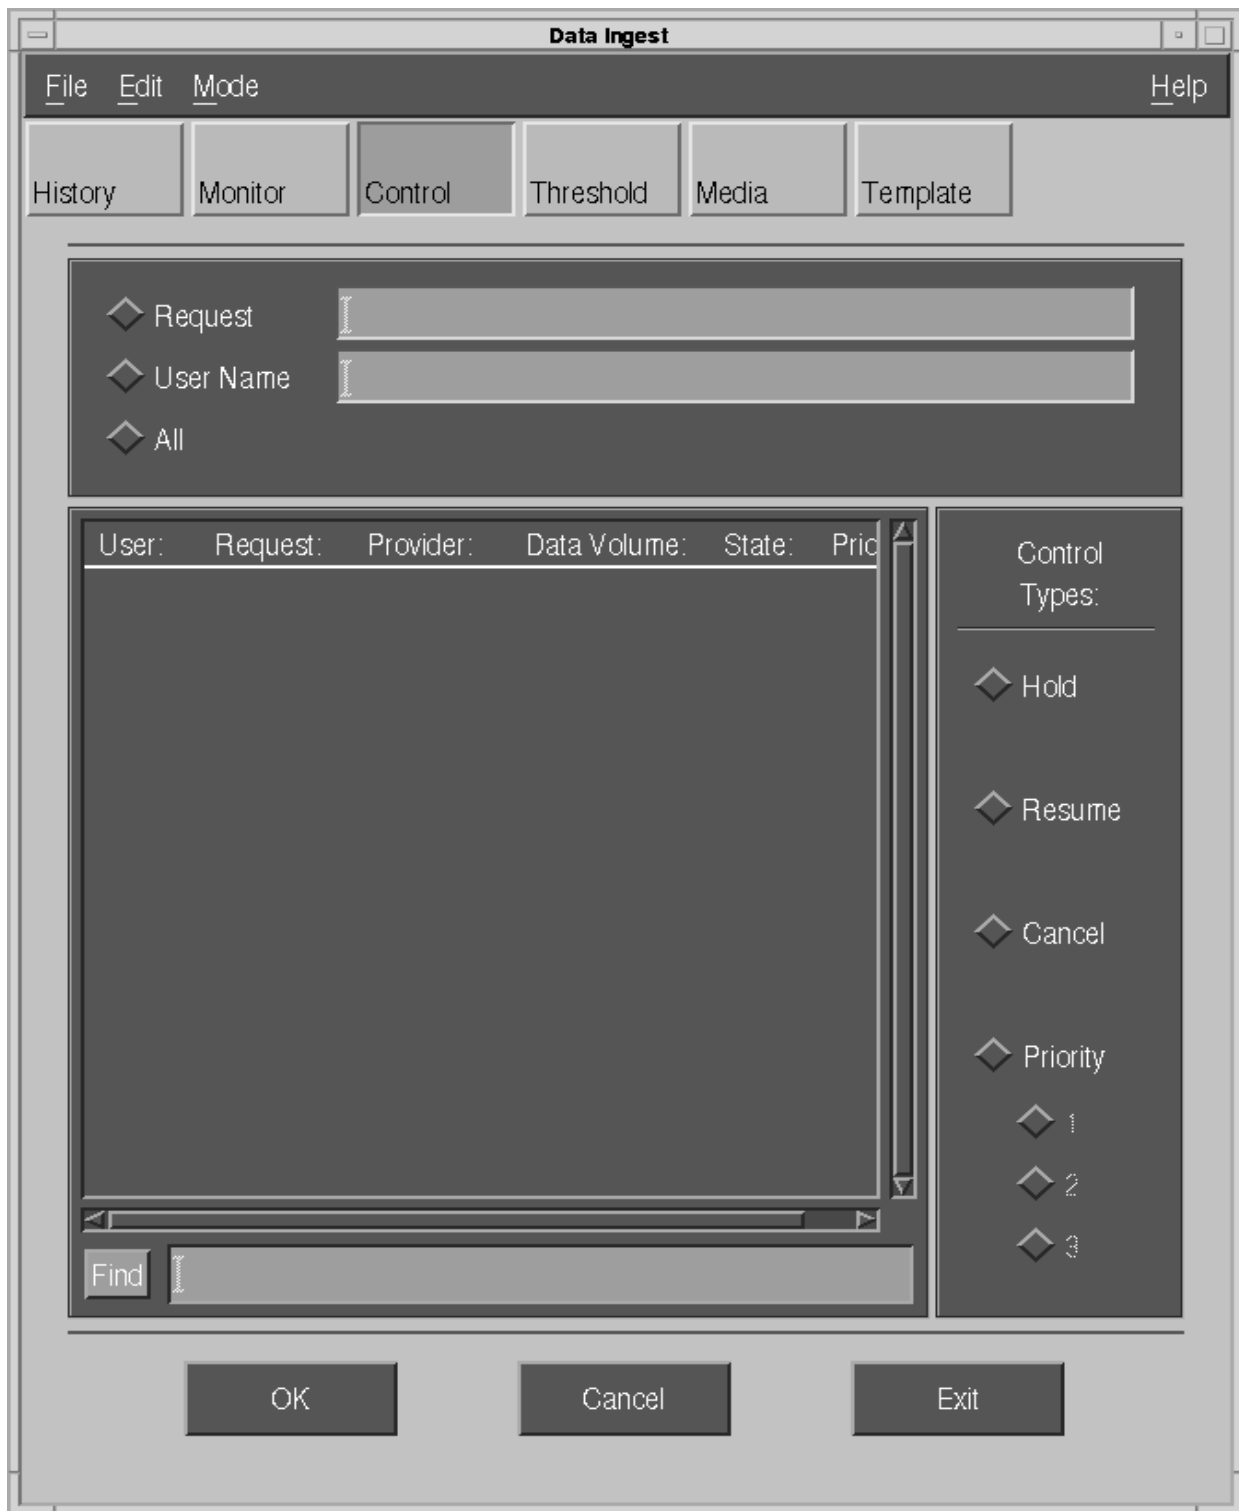 Data Ingest
File Edit Mode Help
History Monitor Control Threshold Media Template
Request
User Name
All
User: Request: Provider: Data Volume: State: Prio
Control
Types:
Hold
Resume
Cancel
Priority
1
2
3
Find
OK Cancel Exit